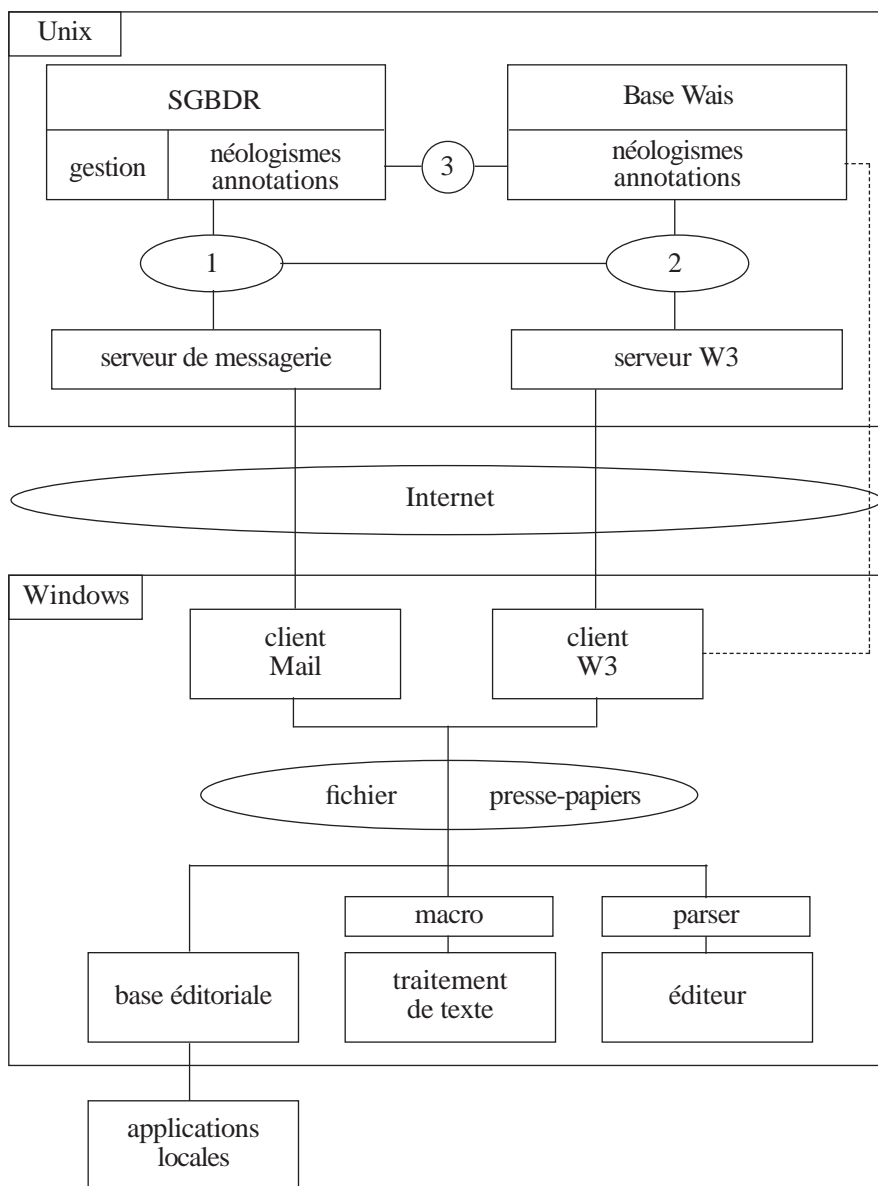 Unix
SGBDR
Base Wais
gestion
néologismes
annotations
3
néologismes
annotations
1
2
serveur de messagerie
serveur W3
Internet
Windows
client
Mail
client
W3
fichier
presse-papiers
macro
parser
base éditoriale
traitement
de texte
éditeur
applications
locales